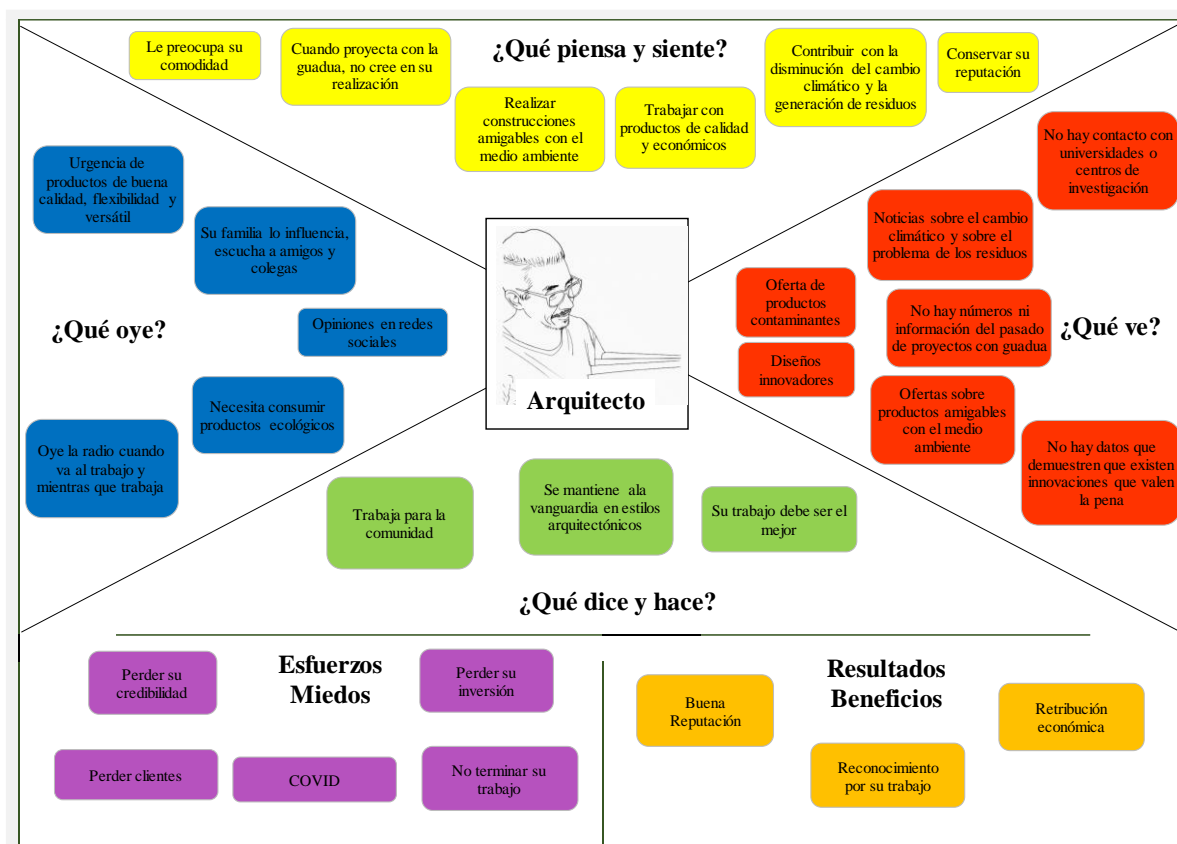 ¿Qué piensa y siente?
Le preocupa su
comodidad
Cuando proyecta con la
guadua, no cree en su
realización
Realizar
construcciones
amigables con el
medio ambiente
Trabajar con
productos de calidad
y económicos
Contribuir con la
disminución del cambio
climático y la
generación de residuos
Conservar su
reputación
¿Qué oye?
Urgencia de
productos de buena
calidad, flexibilidad y
versátil
Su familia lo influencia,
escucha a amigos y
colegas
Opiniones en redes
sociales
Necesita consumir
productos ecológicos
Oye la radio cuando
va al trabajo y
mientras que trabaja
Arquitecto
¿Qué ve?
No hay contacto con
universidades o
centros de
investigación
Noticias sobre el cambio
climático y sobre el
problema de los residuos
Oferta de
productos
contaminantes
No hay números ni
información del pasado
de proyectos con guadua
Diseños
innovadores
Ofertas sobre
productos amigables
con el medio
ambiente
No hay datos que
demuestren que existen
innovaciones que valen
la pena
Trabaja para la
comunidad
Se mantiene ala
vanguardia en estilos
arquitectónicos
Su trabajo debe ser el
mejor
¿Qué dice y hace?
Esfuerzos
Miedos
Perder su
credibilidad
Perder su
inversión
Perder clientes
COVID
No terminar su
trabajo
Resultados
Beneficios
Buena
Reputación
Reconocimiento
por su trabajo
Retribución
económica